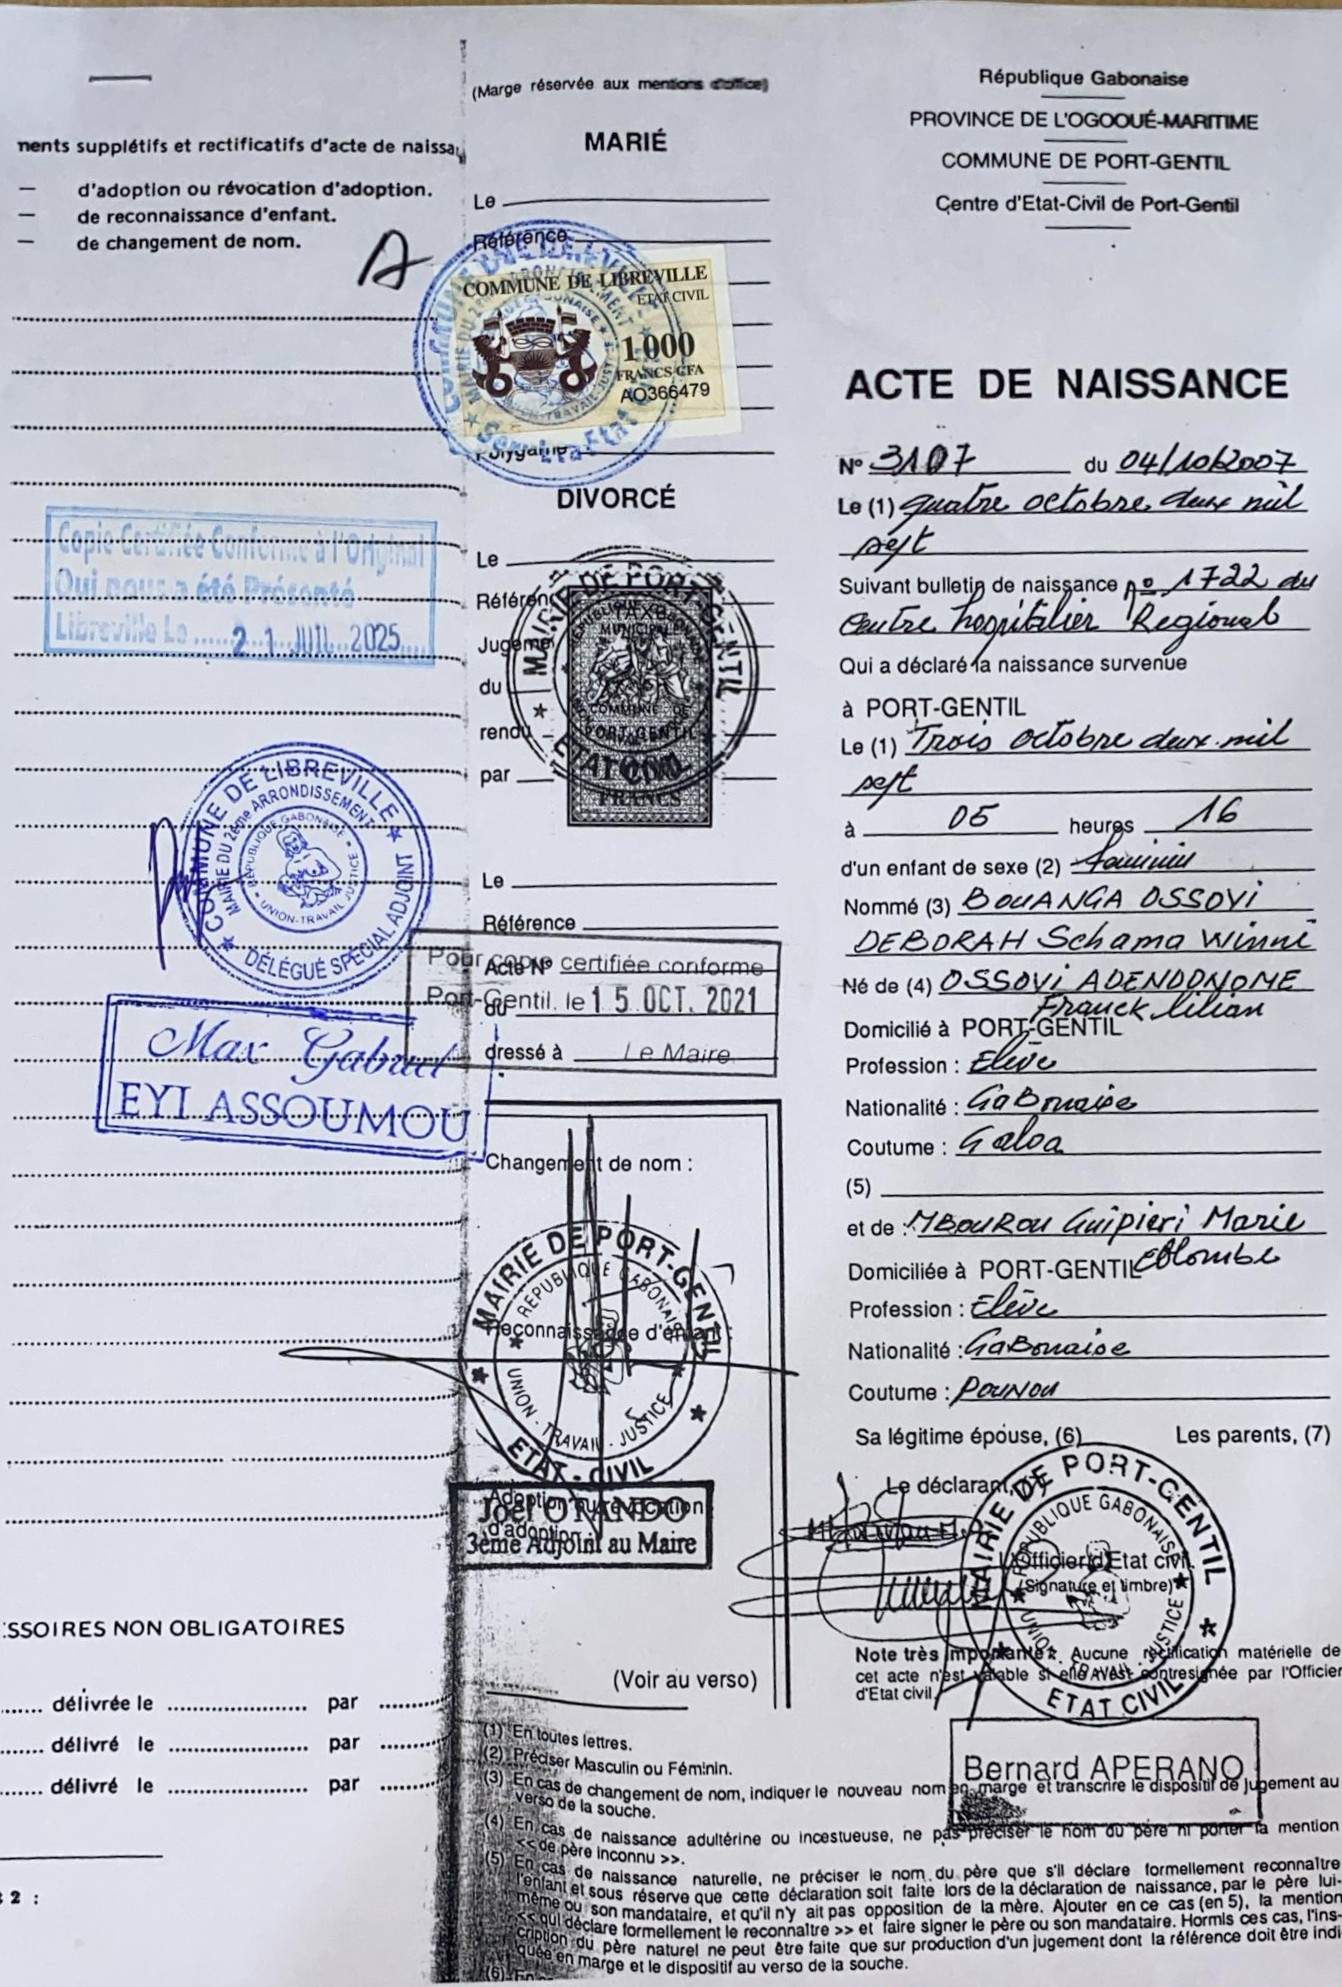 nents supplétifs et rectificatifs d'acte de naissa
— d'adoption ou révocation d'adoption.
— de reconnaissance d'enfant.
— de changement de nom.
A
Copie Certifiée Conforme à l'Original
Qui nous a été Présenté
Libreville Le ..... 2 1 JUIL 2025
COMMUNE DE LIBREVILLE
MAIRIE DU 2ème ARRONDISSEMENT
REPUBLIQUE GABONAISE
UNION-TRAVAIL JUSTICE
DÉLÉGUÉ SPÉCIAL ADJOINT
Max Gabriel
EYI ASSOUMOU
ESSOIRES NON OBLIGATOIRES
....... délivrée le ...................... par ........
....... délivré le ...................... par ........
....... délivré le ...................... par ........
2 :
(Marge réservée aux mentions d'office)
MARIÉ
Le
Référence
COMMUNE DE LIBREVILLE
ETAT CIVIL
1000
FRANCS CFA
AO366479
Polygamie
DIVORCÉ
Le
Référenc
Jugeme
du
rendu
par
MAIRIE DE PORT-GENTIL
ETAT CIVIL
MUNICIPAL
COMMUNE DE
PORT-GENTIL
FRANCS
Le
Référence
Acte N°
du
dressé à
Pour copie certifiée conforme
Port-Gentil. le 1 5 OCT. 2021
Le Maire
Changement de nom :
MAIRIE DE PORT-GENTIL
REPUBLIQUE GABONAISE
UNION - TRAVAIL - JUSTICE
ETAT - CIVIL
Reconnaissance d'enfant :
Adoption ou révocation
d'adoption
Joël O'NANDO
3ème Adjoint au Maire
(Voir au verso)
République Gabonaise
PROVINCE DE L'OGOOUÉ-MARITIME
COMMUNE DE PORT-GENTIL
Centre d'Etat-Civil de Port-Gentil
ACTE DE NAISSANCE
N° 3107 du 04/10/2007
Le (1) quatre octobre deux mil
sept
Suivant bulletin de naissance n° 1722 du
Centre hospitalier Régional
Qui a déclaré la naissance survenue
à PORT-GENTIL
Le (1) Trois octobre deux mil
sept
à 05 heures 16
d'un enfant de sexe (2) féminin
Nommé (3) BOUANGA OSSOVI
DEBORAH Schama Winni
Né de (4) OSSOVI ADENDONOME
Franck lilian
Domicilié à PORT-GENTIL
Profession : Elève
Nationalité : GaBonaise
Coutume : Galoa
(5)
et de : MBOUROU Guipieri Marie
Colombe
Domiciliée à PORT-GENTIL
Profession : Elève
Nationalité : GaBonaise
Coutume : POUNOU
Sa légitime épouse, (6) Les parents, (7)
Le déclarant,
L'Officier d'Etat civil.
(Signature et timbre)
MAIRIE DE PORT-GENTIL
REPUBLIQUE GABONAISE
UNION - TRAVAIL - JUSTICE
ETAT CIVIL
Note très importante : Aucune rectification matérielle de
cet acte n'est valable si elle n'est contresignée par l'Officier
d'Etat civil.
Bernard APERANO
(1) En toutes lettres.
(2) Préciser Masculin ou Féminin.
(3) En cas de changement de nom, indiquer le nouveau nom en marge et transcrire le dispositif de jugement au
verso de la souche.
(4) En cas de naissance adultérine ou incestueuse, ne pas préciser le nom du père ni porter la mention
<< de père inconnu >>.
(5) En cas de naissance naturelle, ne préciser le nom du père que s'il déclare formellement reconnaître
l'enfant et sous réserve que cette déclaration soit faite lors de la déclaration de naissance, par le père lui-
même ou son mandataire, et qu'il n'y ait pas opposition de la mère. Ajouter en ce cas (en 5), la mention
<< qui déclare formellement le reconnaître >> et faire signer le père ou son mandataire. Hormis ces cas, l'ins-
cription du père naturel ne peut être faite que sur production d'un jugement dont la référence doit être indi-
quée en marge et le dispositif au verso de la souche.
(6) En